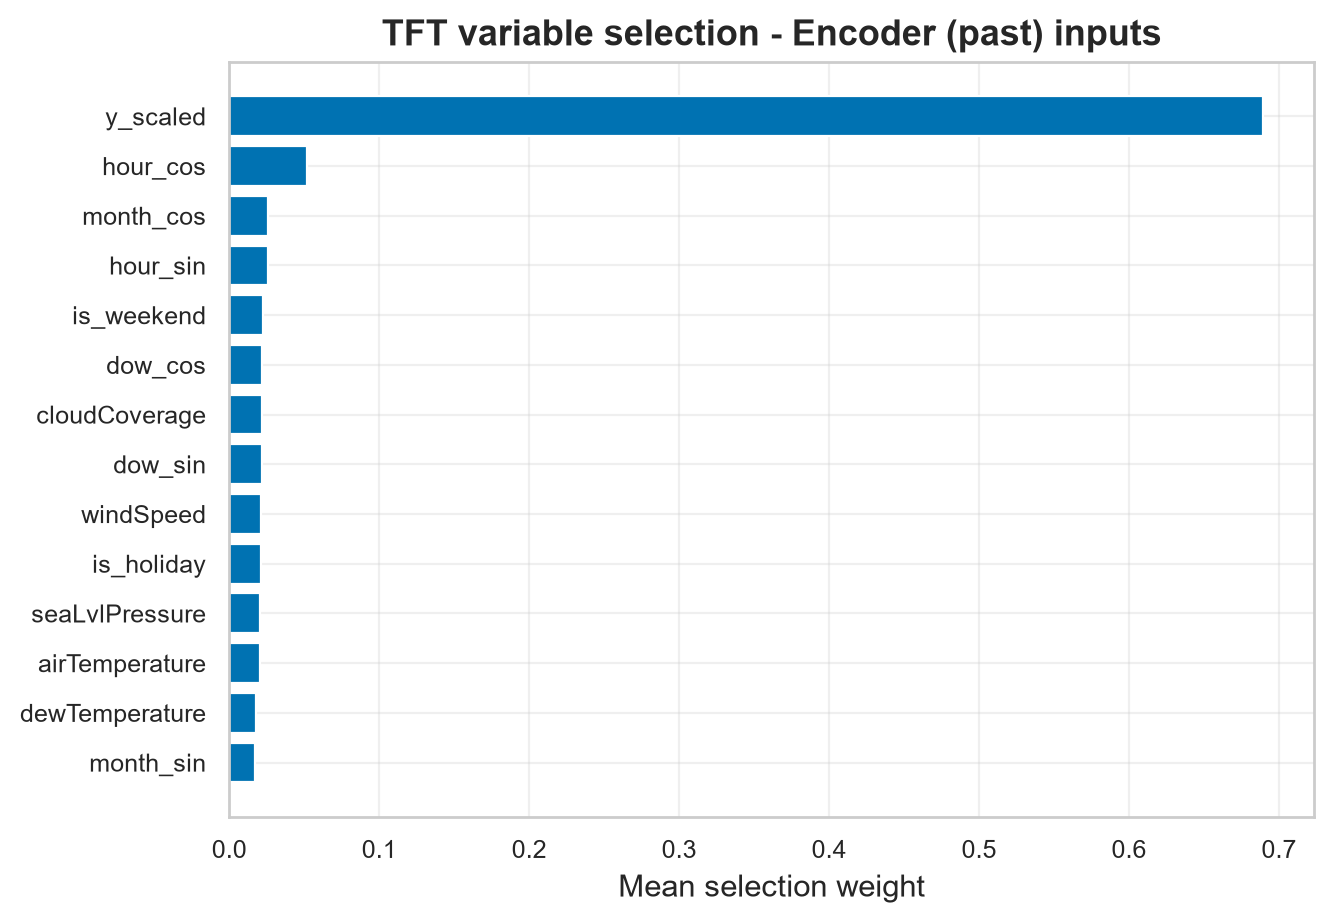 TFT variable selection - Encoder (past) inputs
y_scaled
hour_cos
month_cos
hour_sin
is_weekend
dow_cos
cloudCoverage
dow_sin
windSpeed
is_holiday
seaLvlPressure
airTemperature
dewTemperature
month_sin
0.0 0.1 0.2 0.3 0.4 0.5 0.6 0.7
Mean selection weight